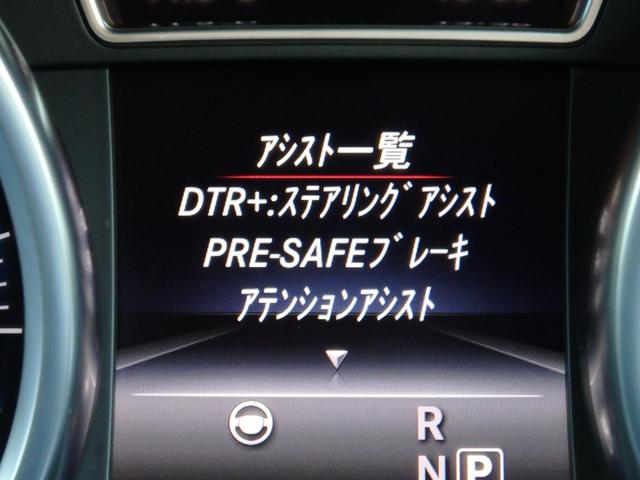 アシスト一覧
DTR+:ステアリングアシスト
PRE-SAFEブレーキ
アテンションアシスト
R
N P